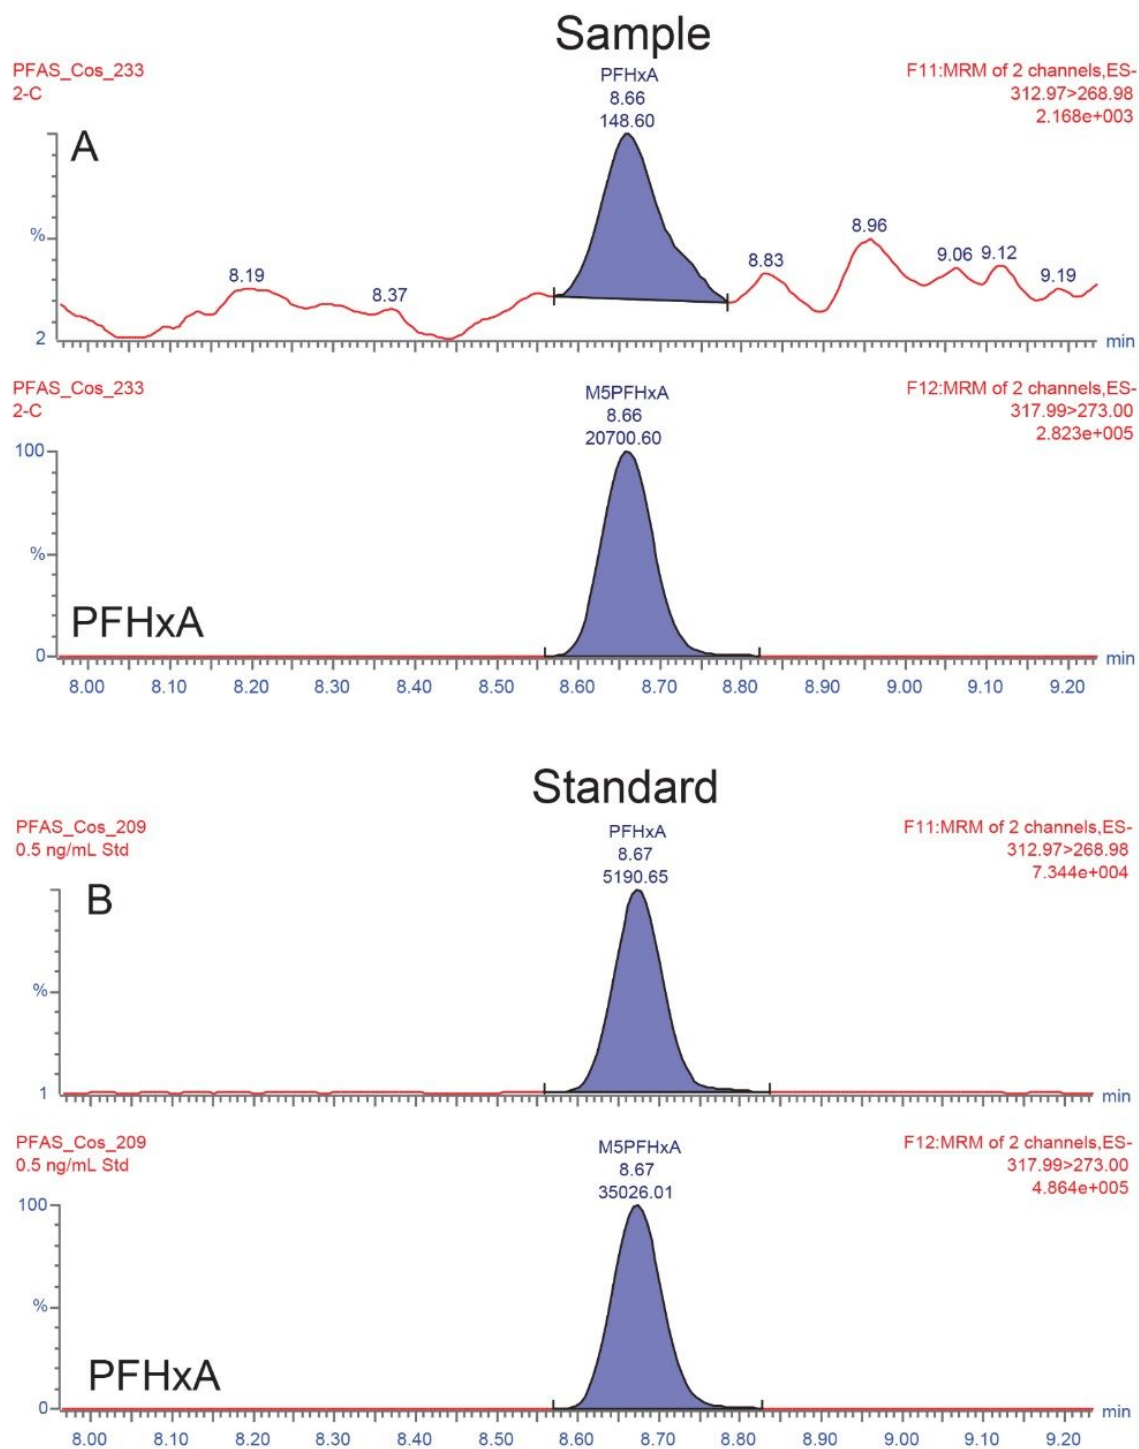 Sample
PFAS_Cos_233
2-C
PFHxA
8.66
148.60
F11:MRM of 2 channels,ES-
312.97>268.98
2.168e+003
A
%
2
8.19
8.37
8.83
8.96
9.06
9.12
9.19
min
PFAS_Cos_233
2-C
M5PFHxA
8.66
20700.60
F12:MRM of 2 channels,ES-
317.99>273.00
2.823e+005
100
%
0
PFHxA
min
8.00 8.10 8.20 8.30 8.40 8.50 8.60 8.70 8.80 8.90 9.00 9.10 9.20
Standard
PFAS_Cos_209
0.5 ng/mL Std
PFHxA
8.67
5190.65
F11:MRM of 2 channels,ES-
312.97>268.98
7.344e+004
B
%
1
min
PFAS_Cos_209
0.5 ng/mL Std
M5PFHxA
8.67
35026.01
F12:MRM of 2 channels,ES-
317.99>273.00
4.864e+005
100
%
0
PFHxA
min
8.00 8.10 8.20 8.30 8.40 8.50 8.60 8.70 8.80 8.90 9.00 9.10 9.20